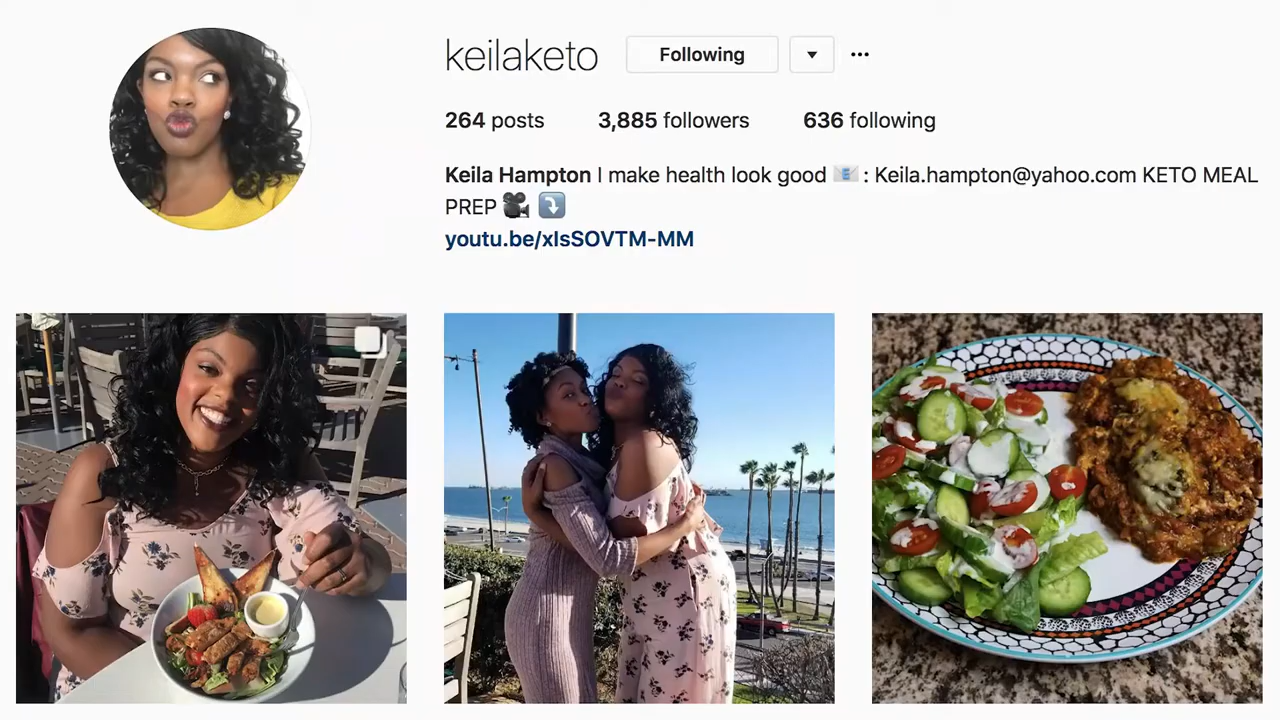 keilaketo Following
264 posts 3,885 followers 636 following
Keila Hampton I make health look good 📧 : Keila.hampton@yahoo.com KETO MEAL
PREP 🎥 ⤵️
youtu.be/xIsSOVTM-MM